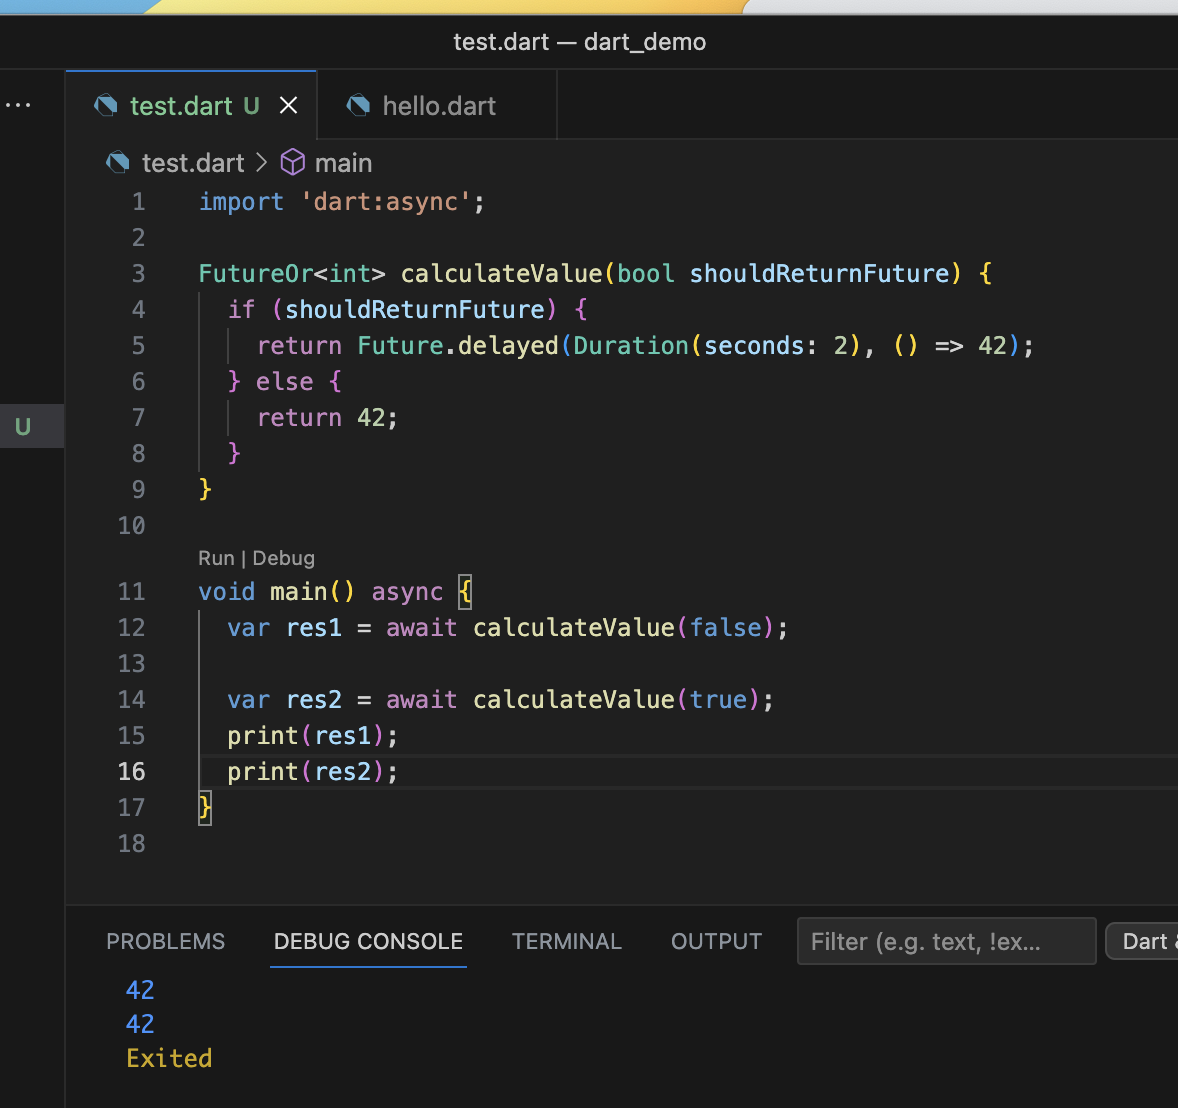 test.dart — dart_demo
... test.dart U hello.dart
test.dart > main
1 import 'dart:async';
2
3 FutureOr<int> calculateValue(bool shouldReturnFuture) {
4   if (shouldReturnFuture) {
5     return Future.delayed(Duration(seconds: 2), () => 42);
6   } else {
7     return 42;
8   }
9 }
10
Run | Debug
11 void main() async {
12   var res1 = await calculateValue(false);
13
14   var res2 = await calculateValue(true);
15   print(res1);
16   print(res2);
17 }
18
U
PROBLEMS DEBUG CONSOLE TERMINAL OUTPUT Filter (e.g. text, !ex... Dart
42
42
Exited